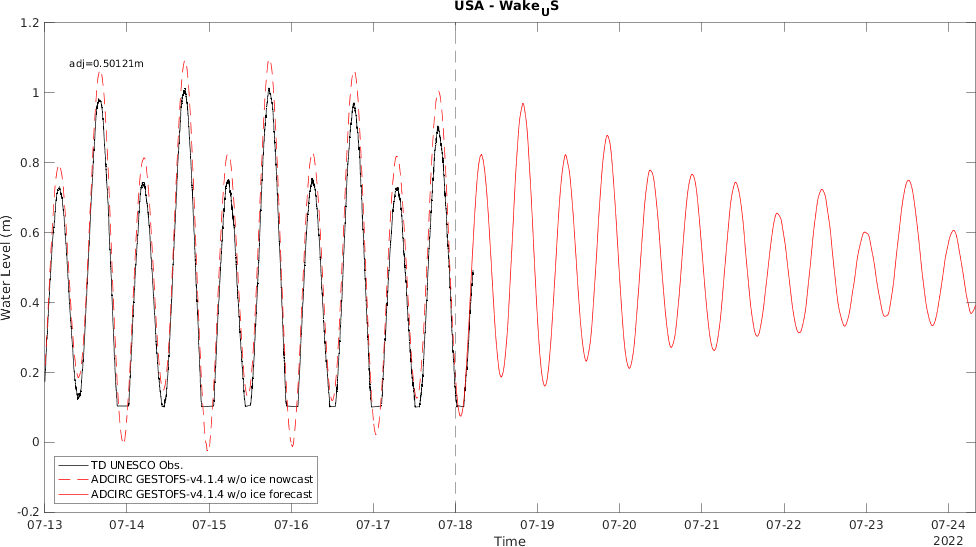 USA - WakeUS
adj=0.50121m
1.2
1
0.8
0.6
0.4
0.2
0
-0.2
Water Level (m)
TD UNESCO Obs.
ADCIRC GESTOFS-v4.1.4 w/o ice nowcast
ADCIRC GESTOFS-v4.1.4 w/o ice forecast
07-13 07-14 07-15 07-16 07-17 07-18 07-19 07-20 07-21 07-22 07-23 07-24
Time
2022